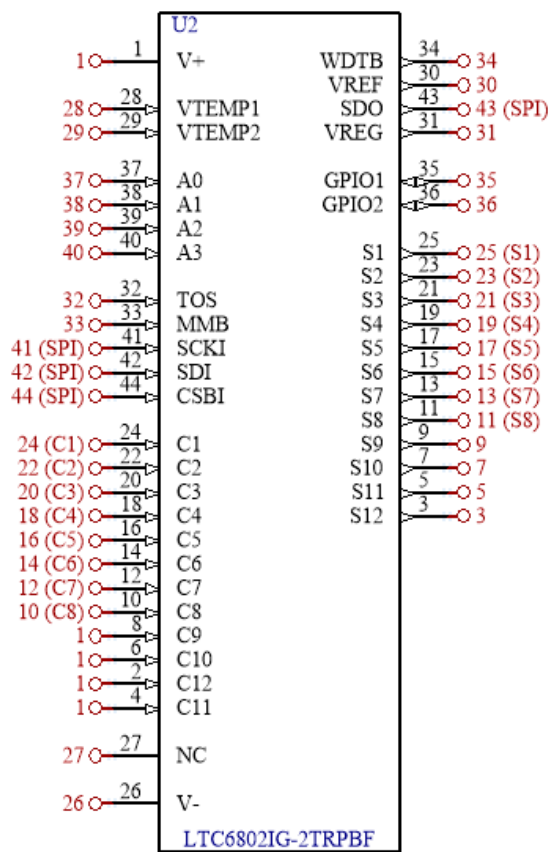 U2
1 1 V+ WDTB 34 34
VREF 30 30
28 28 VTEMP1 SDO 43 43 (SPI)
29 29 VTEMP2 VREG 31 31
37 37 A0 GPIO1 35 35
38 38 A1 GPIO2 36 36
39 39 A2
40 40 A3 S1 25 25 (S1)
S2 23 23 (S2)
32 32 TOS S3 21 21 (S3)
33 33 MMB S4 19 19 (S4)
41 (SPI) 41 SCKI S5 17 17 (S5)
42 (SPI) 42 SDI S6 15 15 (S6)
44 (SPI) 44 CSBI S7 13 13 (S7)
S8 11 11 (S8)
24 (C1) 24 C1 S9 9 9
22 (C2) 22 C2 S10 7 7
20 (C3) 20 C3 S11 5 5
18 (C4) 18 C4 S12 3 3
16 (C5) 16 C5
14 (C6) 14 C6
12 (C7) 12 C7
10 (C8) 10 C8
1 8 C9
1 6 C10
1 2 C12
1 4 C11
27 27 NC
26 26 V-
LTC6802IG-2TRPBF